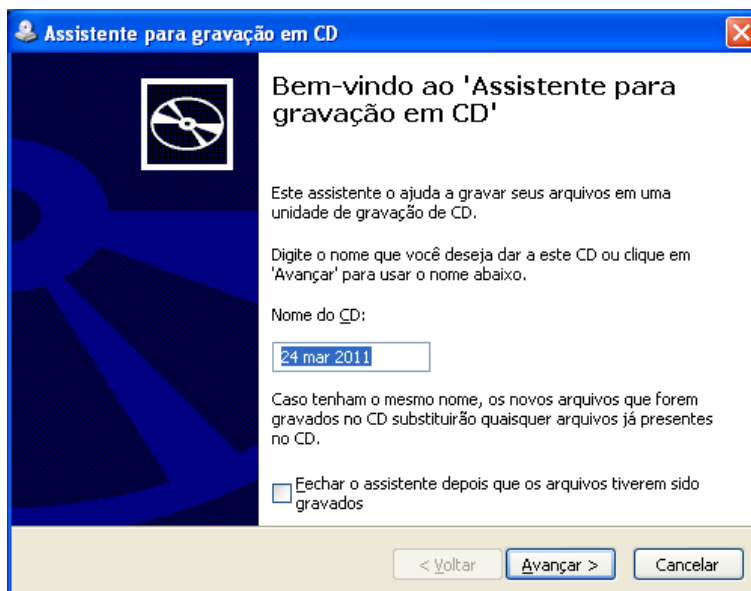 Assistente para gravação em CD
Bem-vindo ao 'Assistente para
gravação em CD'
Este assistente o ajuda a gravar seus arquivos em uma
unidade de gravação de CD.
Digite o nome que você deseja dar a este CD ou clique em
'Avançar' para usar o nome abaixo.
Nome do CD:
24 mar 2011
Caso tenham o mesmo nome, os novos arquivos que forem
gravados no CD substituirão quaisquer arquivos já presentes
no CD.
Fechar o assistente depois que os arquivos tiverem sido
gravados
< Voltar Avançar > Cancelar